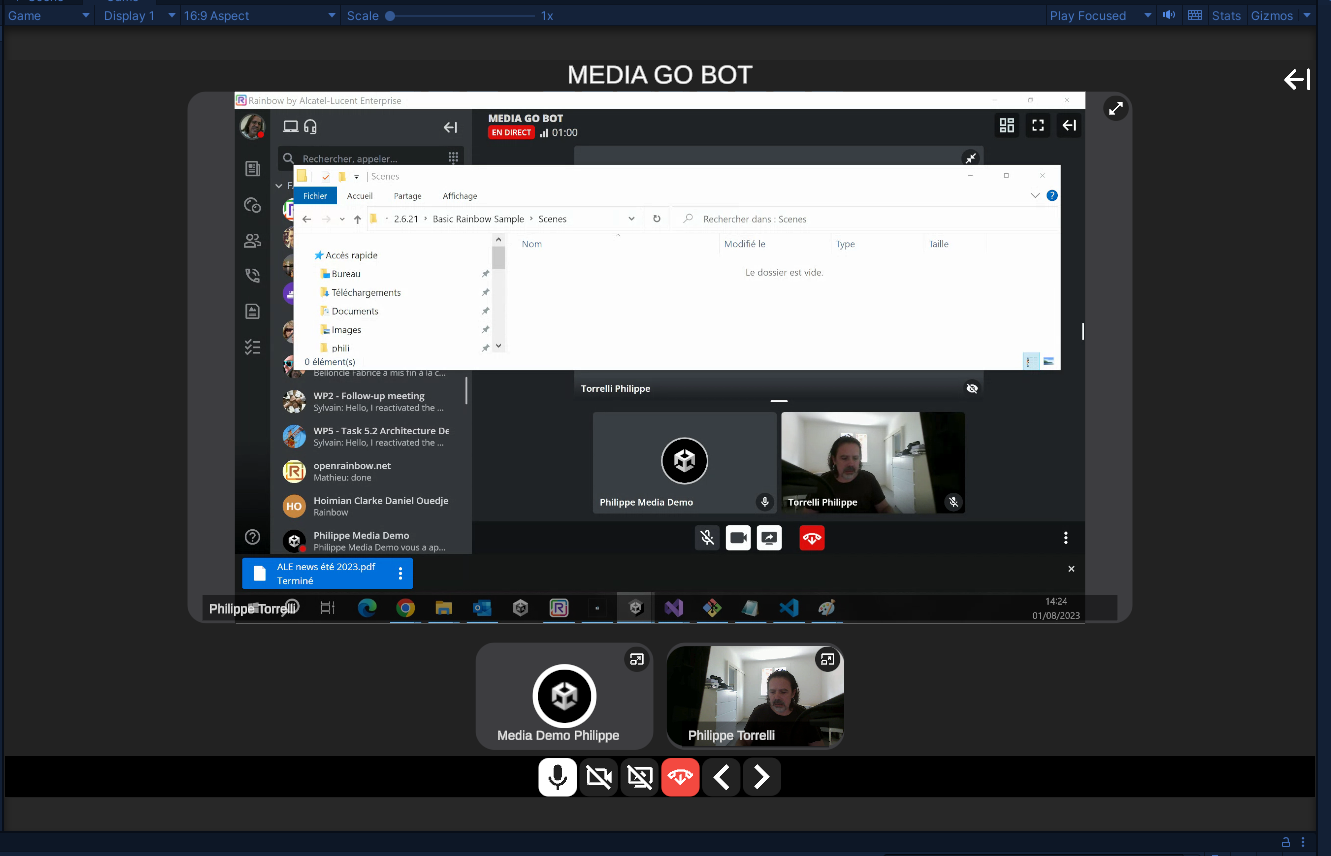 Game Display 1 16:9 Aspect Scale 1x Play Focused Stats Gizmos
MEDIA GO BOT
Rainbow by Alcatel-Lucent Enterprise
MEDIA GO BOT
EN DIRECT 01:00
Rechercher, appeler...
Scenes
Fichier Accueil Partage Affichage
2.6.21 › Basic Rainbow Sample › Scenes
Rechercher dans : Scenes
Nom Modifié le Type Taille
Le dossier est vide.
Accès rapide
Bureau
Téléchargements
Documents
Images
phili
0 élément(s)
Belloncle Fabrice a mis fin à la c...
WP2 - Follow-up meeting
Sylvain: Hello, I reactivated the ...
WP5 - Task 5.2 Architecture De
Sylvain: Hello, I reactivated the ...
openrainbow.net
Mathieu: done
HO
Hoimian Clarke Daniel Ouedje
Rainbow
Philippe Media Demo
Philippe Media Demo vous a ap...
Torrelli Philippe
Philippe Media Demo
Torrelli Philippe
ALE news été 2023.pdf
Terminé
Philippe Torrelli
14:24
01/08/2023
Media Demo Philippe
Philippe Torrelli